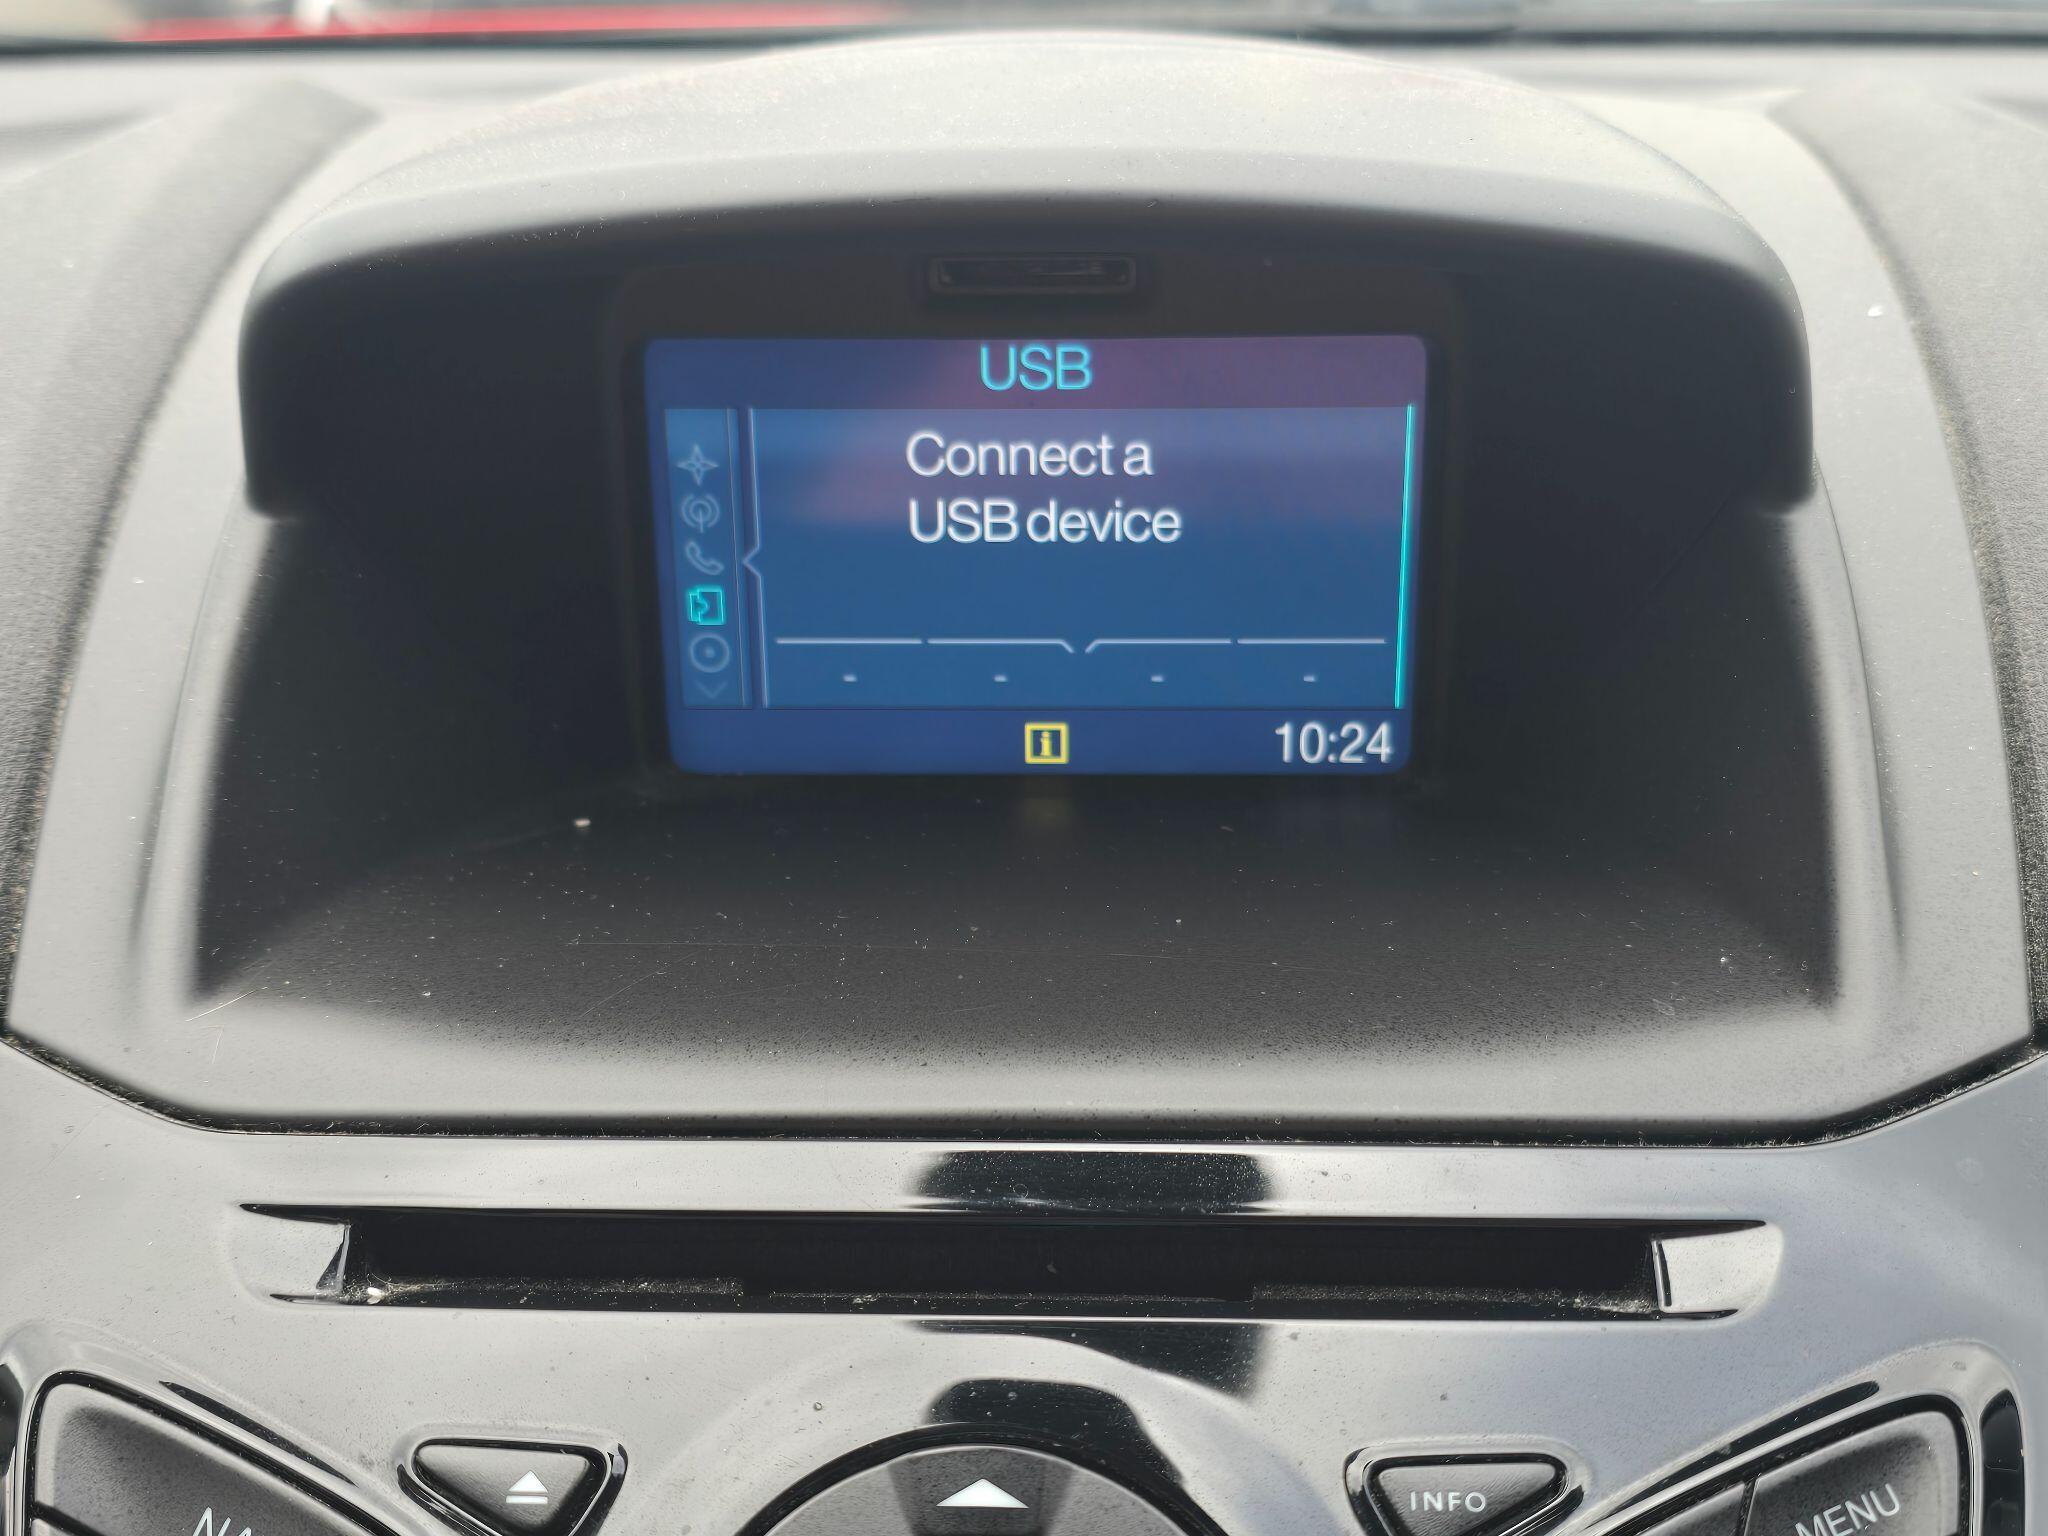 USB
Connect a
USB device
- - - -
i 10:24
INFO
MENU